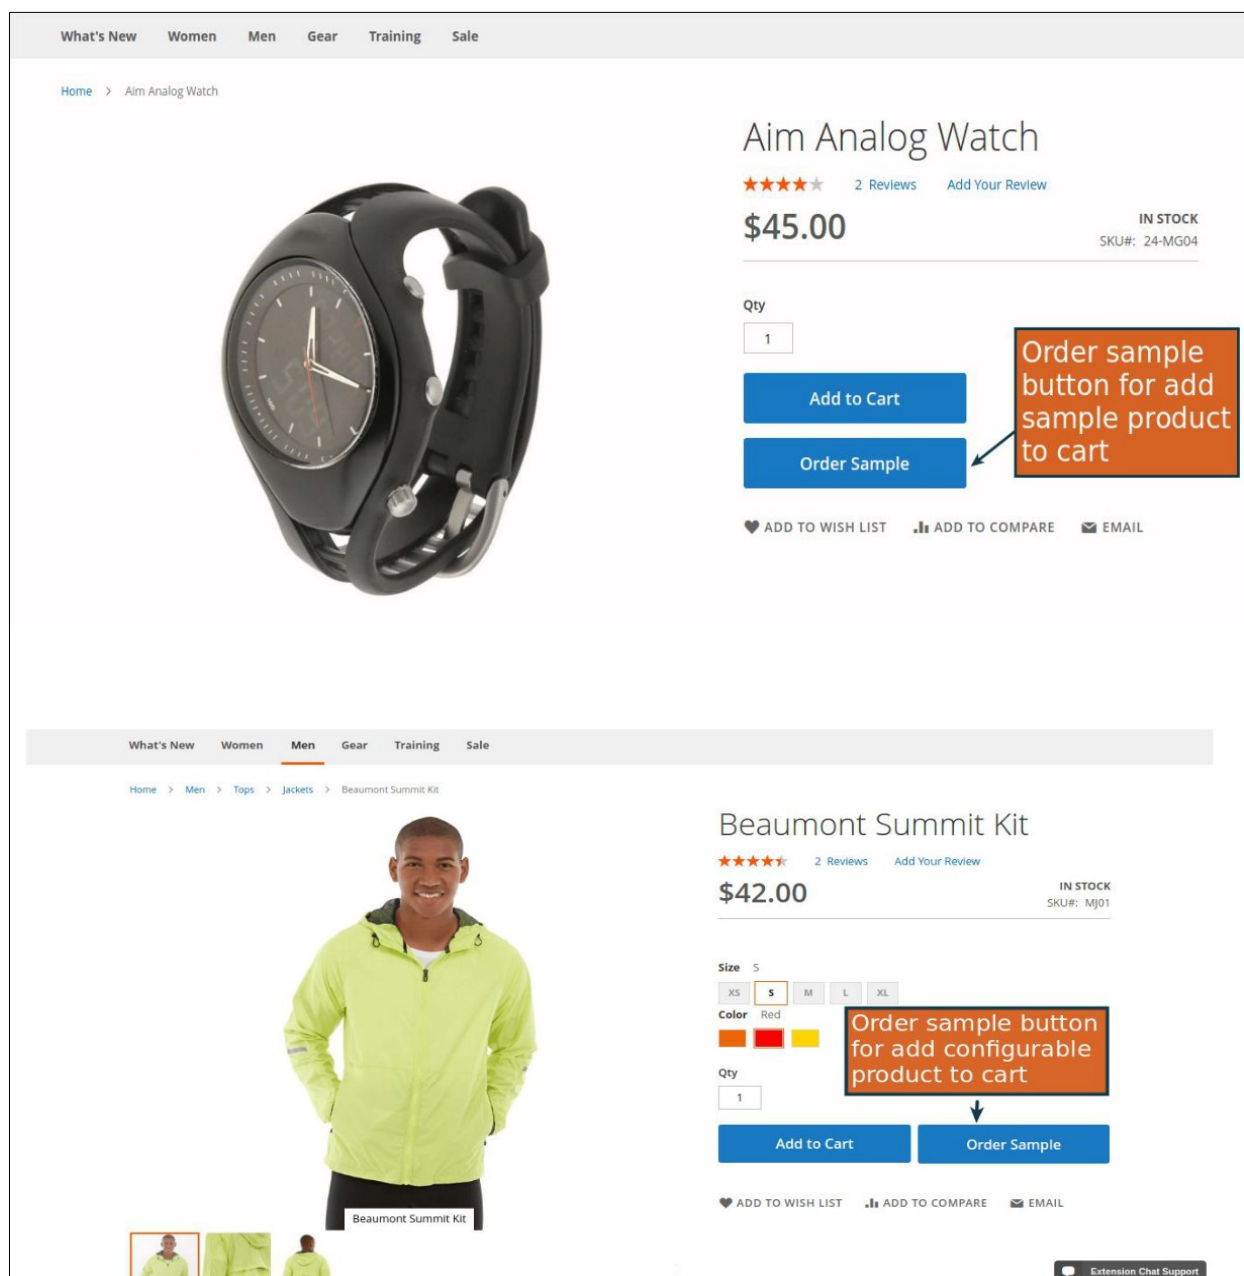 What's New Women Men Gear Training Sale
Home > Aim Analog Watch
Aim Analog Watch
2 Reviews Add Your Review
$45.00
IN STOCK
SKU#: 24-MG04
Qty
1
Order sample
button for add
sample product
to cart
Add to Cart
Order Sample
ADD TO WISH LIST ADD TO COMPARE EMAIL
What's New Women Men Gear Training Sale
Home > Men > Tops > Jackets > Beaumont Summit Kit
Beaumont Summit Kit
2 Reviews Add Your Review
$42.00
IN STOCK
SKU#: MJ01
Size S
XS S M L XL
Color Red
Order sample button
for add configurable
product to cart
Qty
1
Add to Cart Order Sample
ADD TO WISH LIST ADD TO COMPARE EMAIL
Beaumont Summit Kit
Extension Chat Support